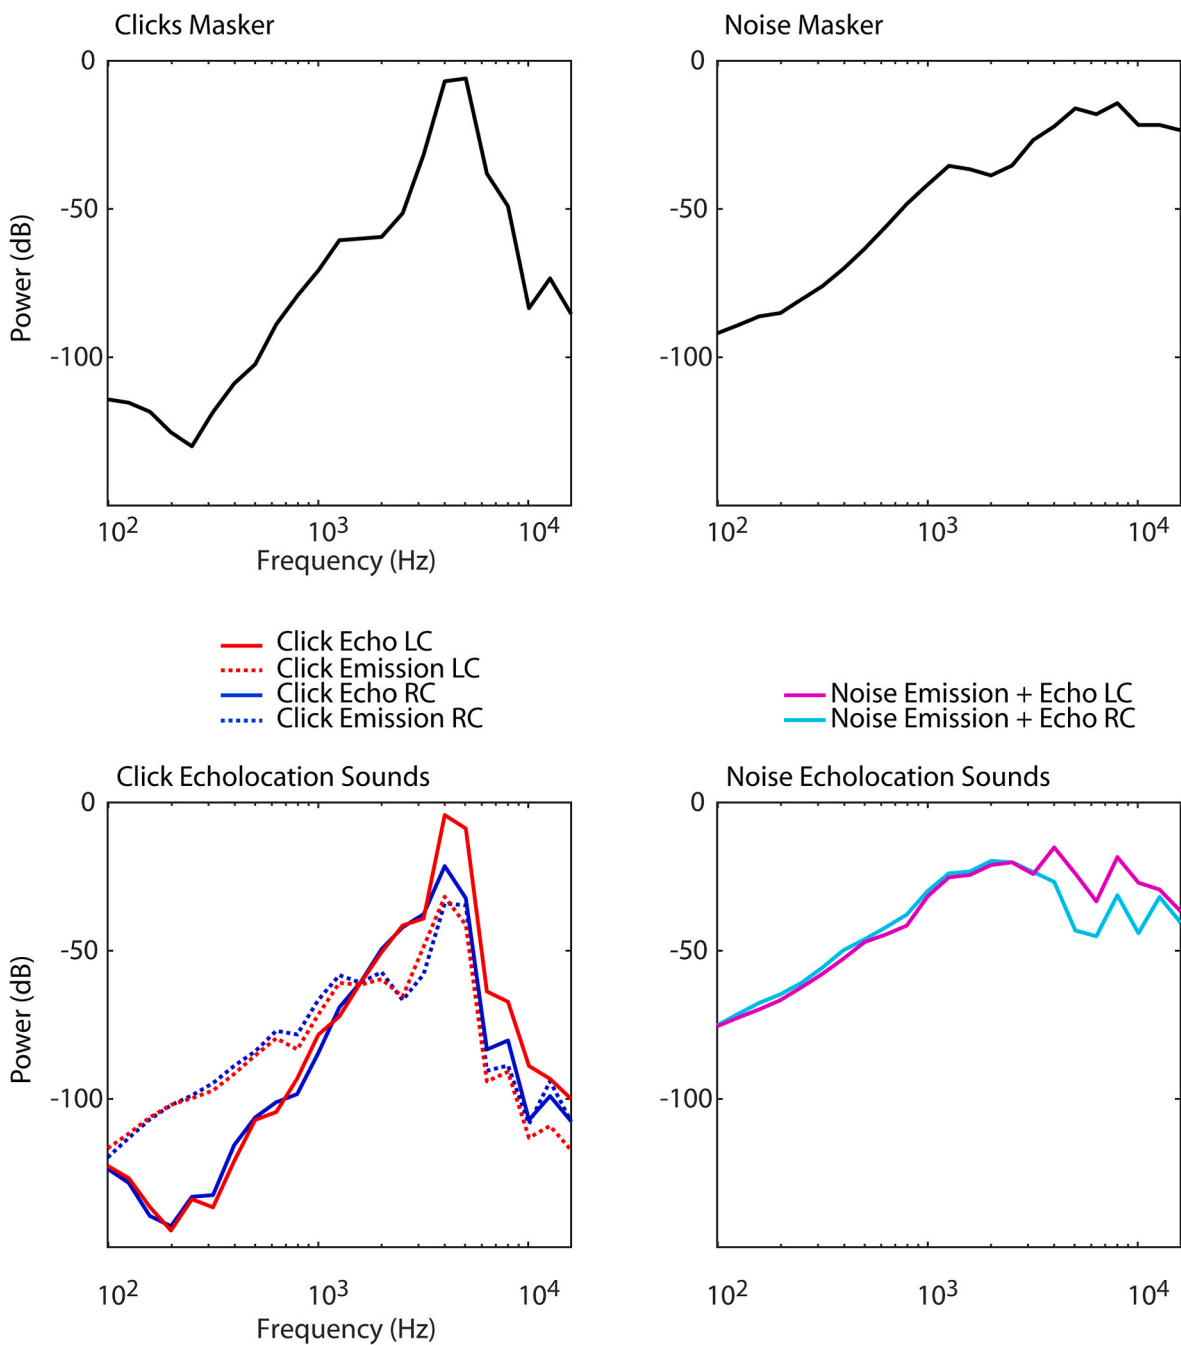 Clicks Masker
Noise Masker
0
-50
-100
Power (dB)
10²
10³
10⁴
Frequency (Hz)
0
-50
-100
10²
10³
10⁴
Click Echo LC
Click Emission LC
Click Echo RC
Click Emission RC
Noise Emission + Echo LC
Noise Emission + Echo RC
Click Echolocation Sounds
Noise Echolocation Sounds
0
-50
-100
Power (dB)
10²
10³
10⁴
Frequency (Hz)
0
-50
-100
10²
10³
10⁴